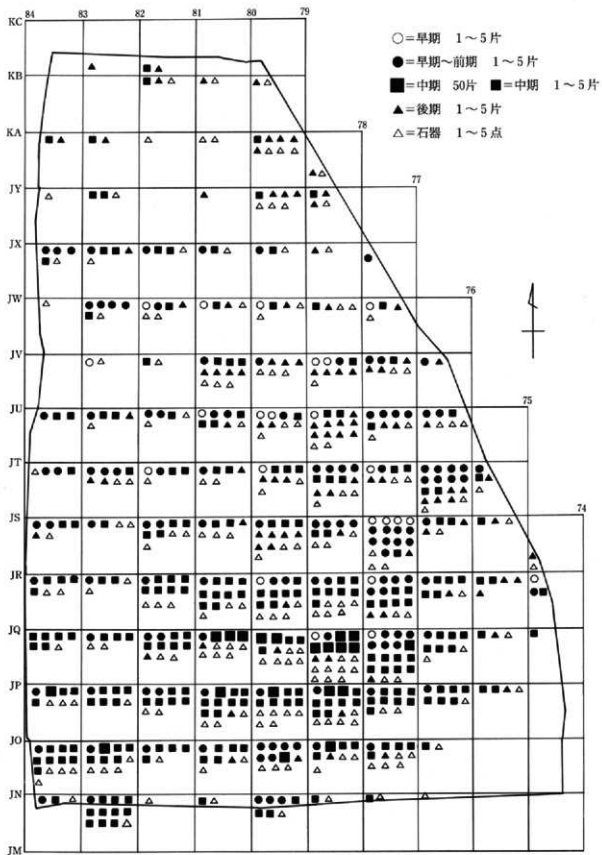 84 83 82 81 80 79
KC
○=早期 1〜5片
●=早期〜前期 1〜5片
■=中期 50片 ■=中期 1〜5片
▲=後期 1〜5片
△=石器 1〜5点
KB
KA
78
JY
77
JX
JW
76
JV
JU
75
JT
JS
74
JR
JQ
JP
JO
JN
JM